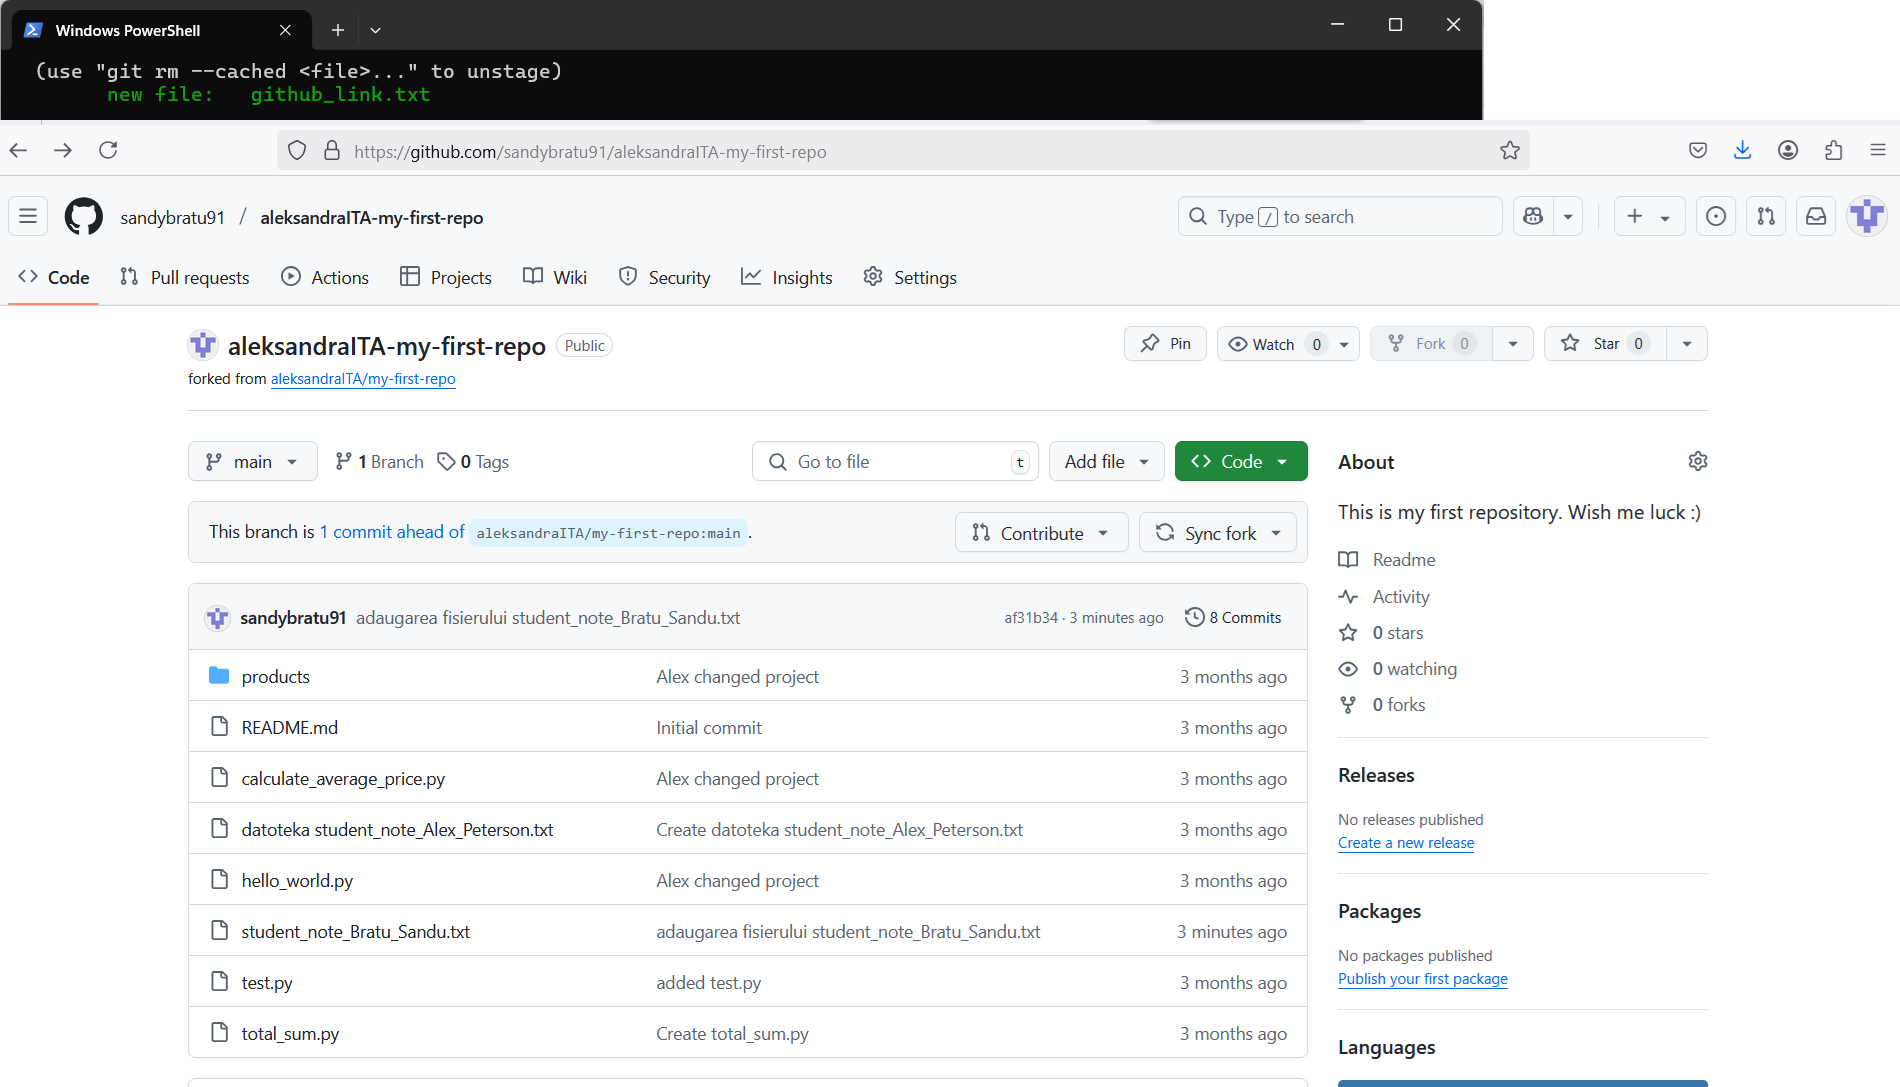 Windows PowerShell
(use "git rm --cached <file>..." to unstage)
new file:   github_link.txt
https://github.com/sandybratu91/aleksandraITA-my-first-repo
sandybratu91 / aleksandraITA-my-first-repo
Type / to search
Code Pull requests Actions Projects Wiki Security Insights Settings
aleksandraITA-my-first-repo Public
Pin Watch 0 Fork 0 Star 0
forked from aleksandraITA/my-first-repo
main 1 Branch 0 Tags Go to file t Add file Code
This branch is 1 commit ahead of aleksandraITA/my-first-repo:main .
Contribute Sync fork
sandybratu91 adaugarea fisierului student_note_Bratu_Sandu.txt af31b34 · 3 minutes ago 8 Commits
products Alex changed project 3 months ago
README.md Initial commit 3 months ago
calculate_average_price.py Alex changed project 3 months ago
datoteka student_note_Alex_Peterson.txt Create datoteka student_note_Alex_Peterson.txt 3 months ago
hello_world.py Alex changed project 3 months ago
student_note_Bratu_Sandu.txt adaugarea fisierului student_note_Bratu_Sandu.txt 3 minutes ago
test.py added test.py 3 months ago
total_sum.py Create total_sum.py 3 months ago
About
This is my first repository. Wish me luck :)
Readme
Activity
0 stars
0 watching
0 forks
Releases
No releases published
Create a new release
Packages
No packages published
Publish your first package
Languages